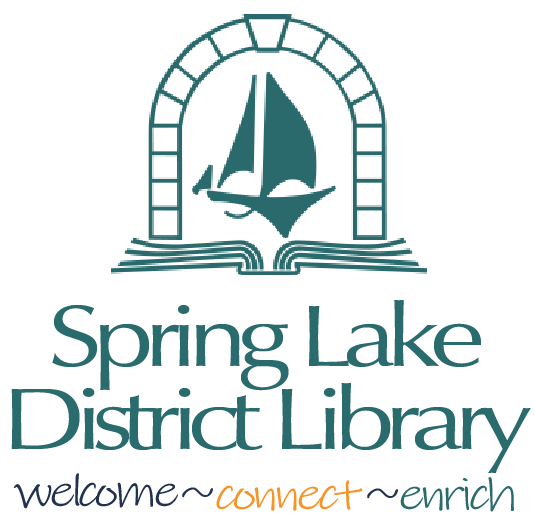 Spring Lake
District Library
welcome~connect~enrich